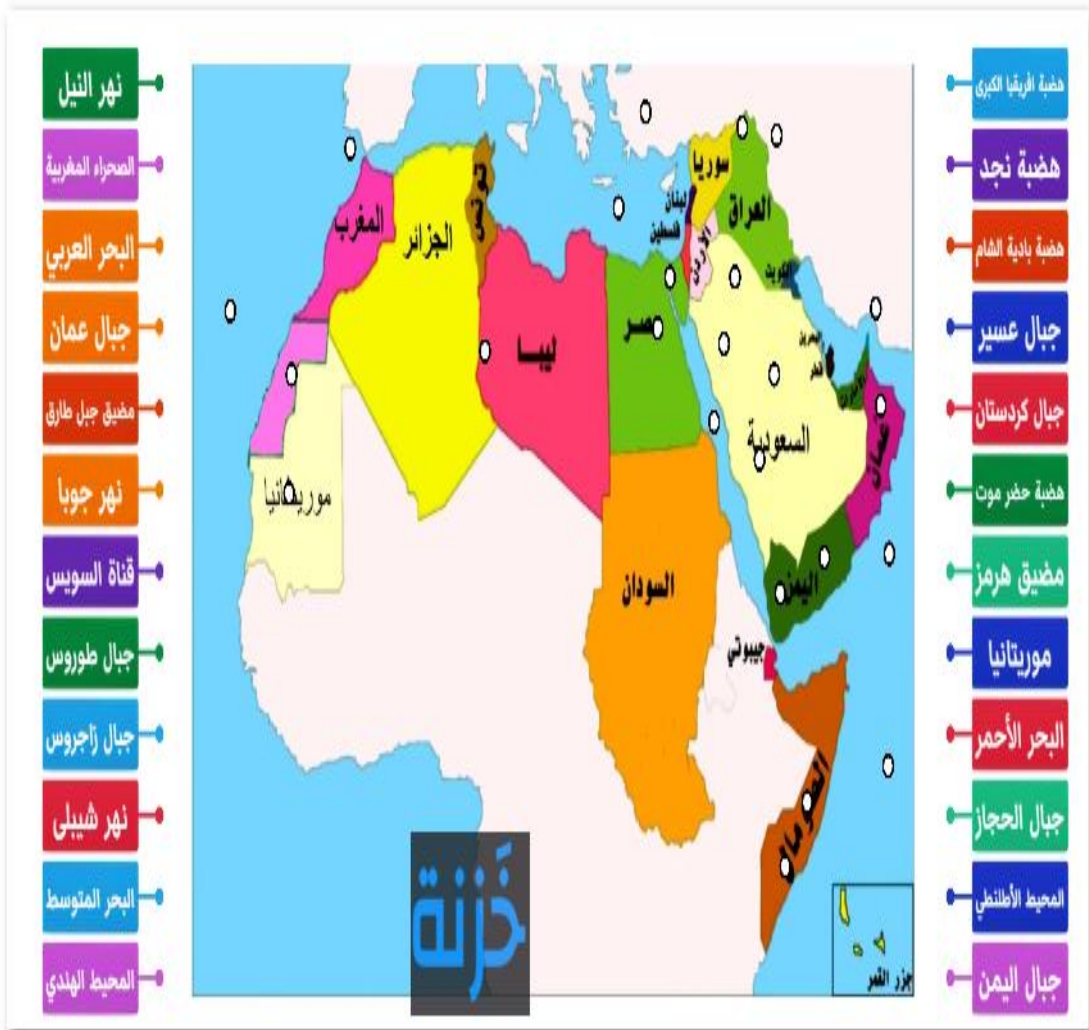 هضبة افريقيا الكبرى
هضبة نجد
هضبة بادية الشام
جبال عسير
جبال كردستان
هضبة حضر موت
مضيق هرمز
موريتانيا
البحر الأحمر
جبال الحجاز
المحيط الأطلنطي
جبال اليمن
سوريا
لبنان
العراق
فلسطين
الأردن
الكويت
تونس
المغرب
الجزائر
ليبيا
مصر
البحرين
قطر
الامارات
عمان
السعودية
موريتانيا
السودان
اليمن
جيبوتي
الصومال
جزر القمر
خَزنة
نهر النيل
الصحراء المغربية
البحر العربي
جبال عمان
مضيق جبل طارق
نهر جوبا
قناة السويس
جبال طوروس
جبال زاجروس
نهر شيبلى
البحر المتوسط
المحيط الهندي